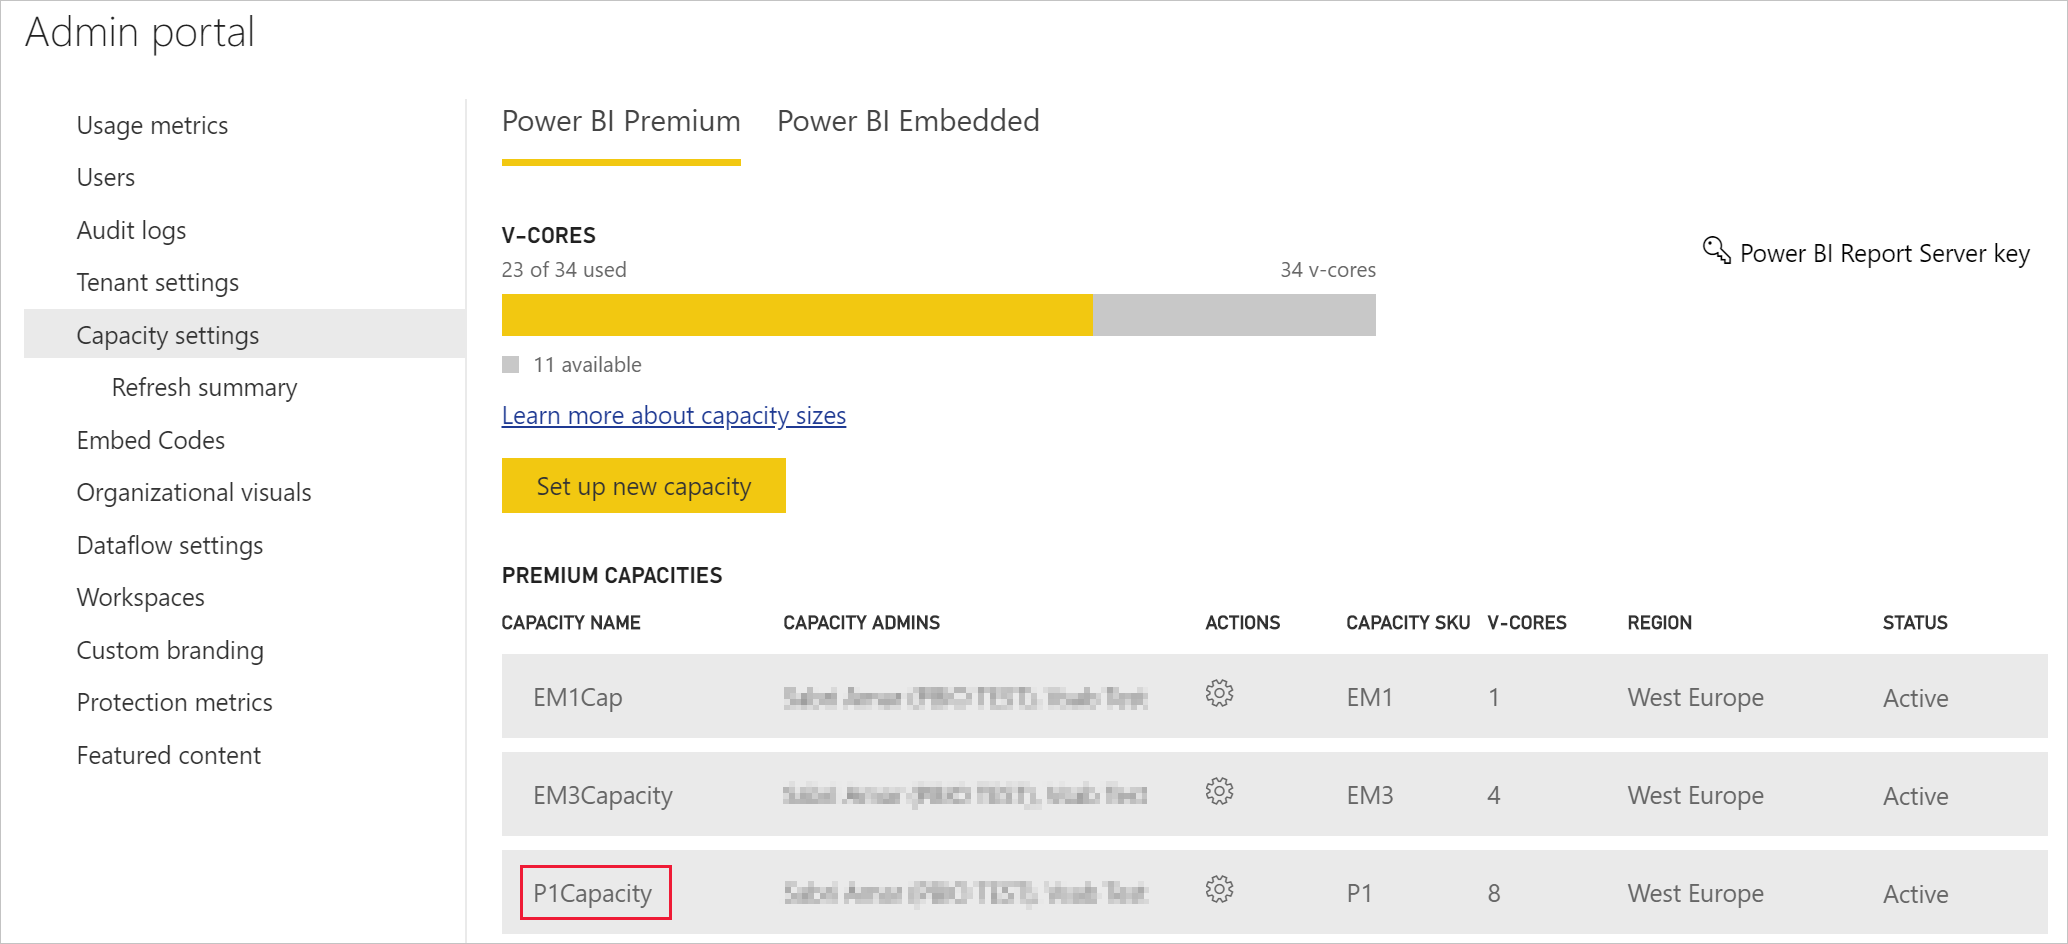 Admin portal
Usage metrics
Users
Audit logs
Tenant settings
Capacity settings
Refresh summary
Embed Codes
Organizational visuals
Dataflow settings
Workspaces
Custom branding
Protection metrics
Featured content
Power BI Premium Power BI Embedded
V-CORES
23 of 34 used 34 v-cores
11 available
Power BI Report Server key
Learn more about capacity sizes
Set up new capacity
PREMIUM CAPACITIES
CAPACITY NAME CAPACITY ADMINS ACTIONS CAPACITY SKU V-CORES REGION STATUS
EM1Cap EM1 1 West Europe Active
EM3Capacity EM3 4 West Europe Active
P1Capacity P1 8 West Europe Active